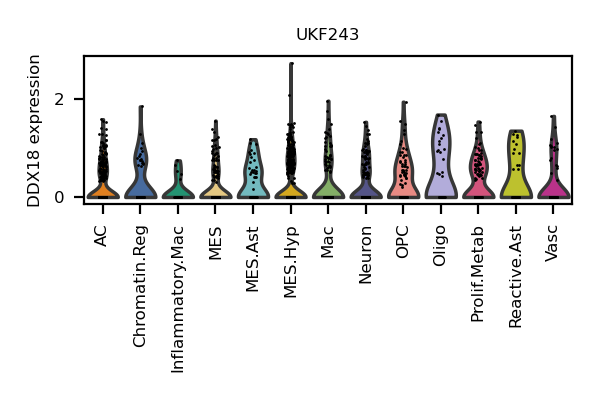 UKF243
DDX18 expression
2
0
AC
Chromatin.Reg
Inflammatory.Mac
MES
MES.Ast
MES.Hyp
Mac
Neuron
OPC
Oligo
Prolif.Metab
Reactive.Ast
Vasc